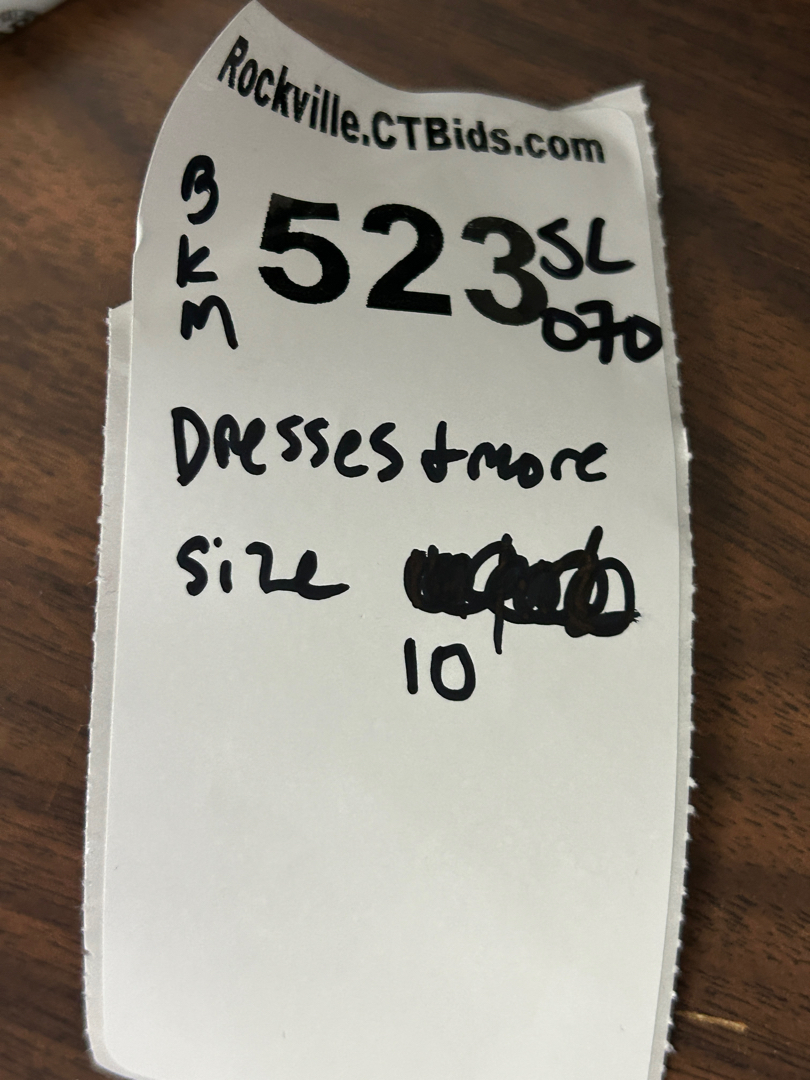 Rockville.CTBids.com
B
K
M
523
SL
070
Dresses + more
Size
10